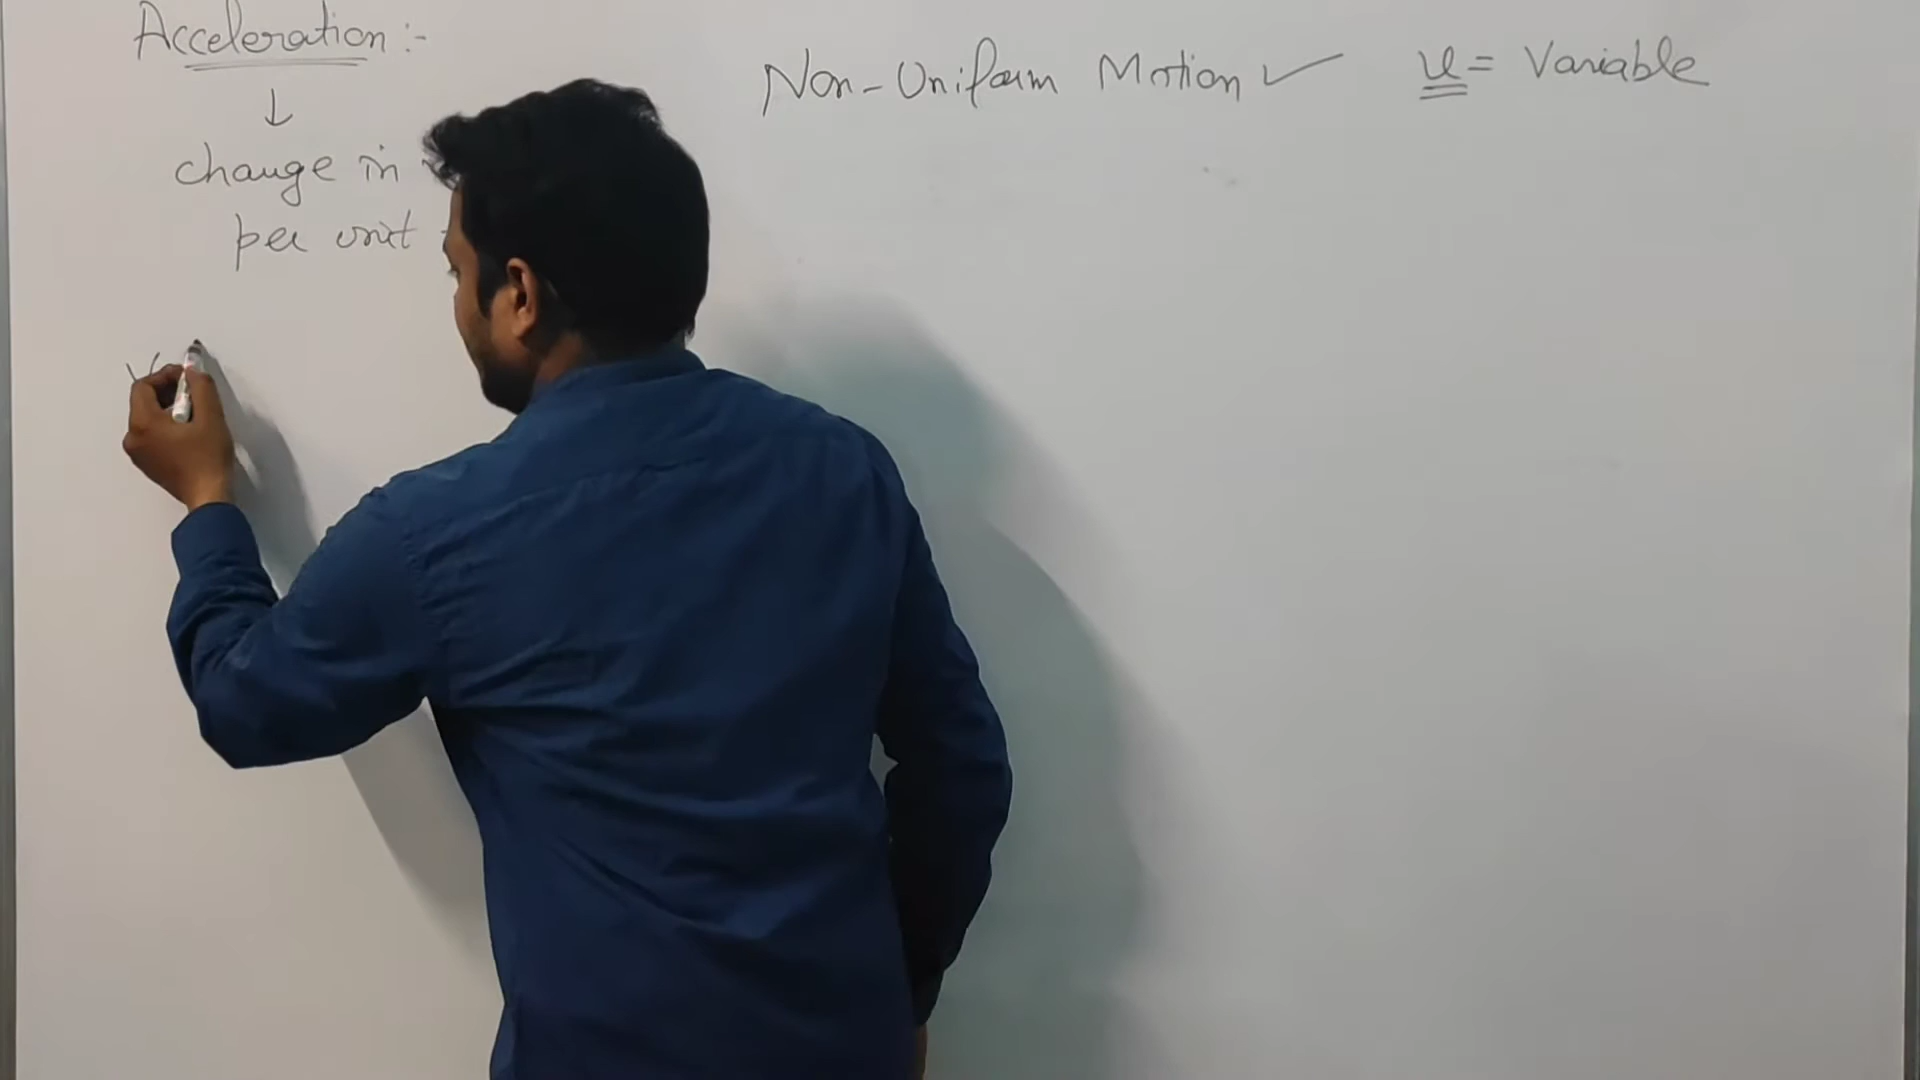 Acceleration :-
↓
change in
per unit
Non-Uniform Motion ✓
u = Variable